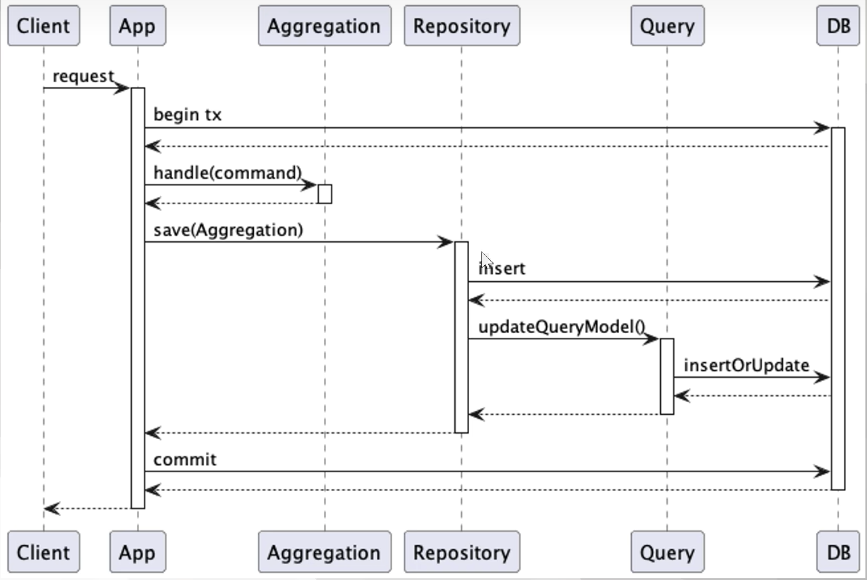 Client App Aggregation Repository Query DB
request
begin tx
handle(command)
save(Aggregation)
insert
updateQueryModel()
insertOrUpdate
commit
Client App Aggregation Repository Query DB